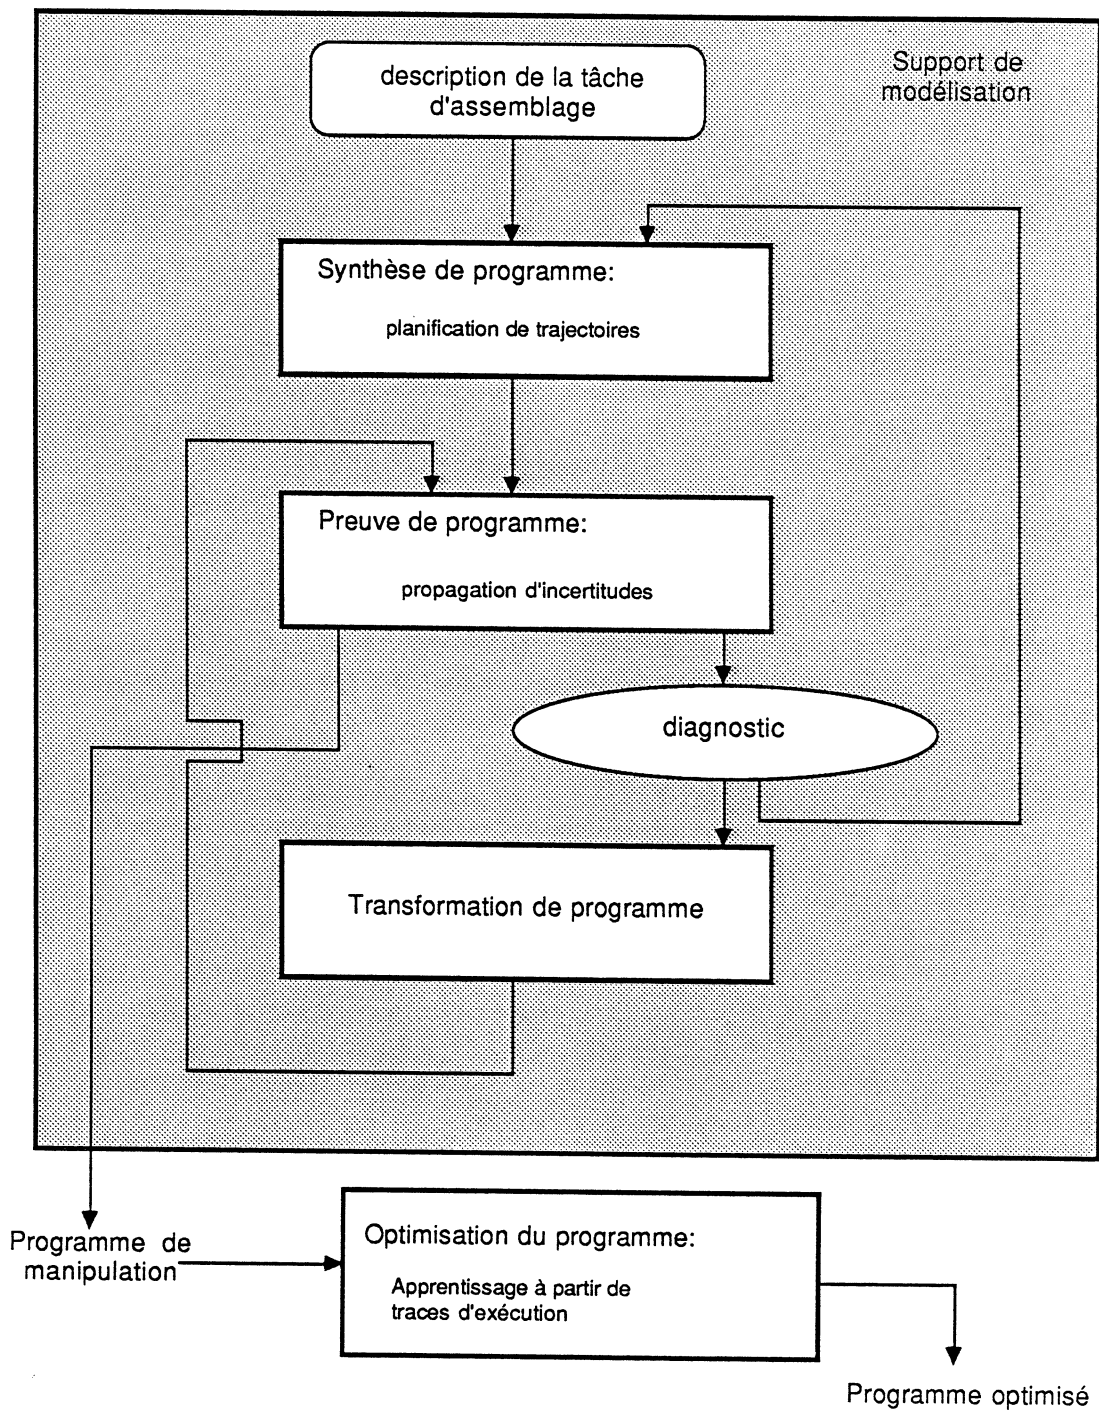 Support de
modélisation
description de la tâche
d'assemblage
Synthèse de programme:
planification de trajectoires
Preuve de programme:
propagation d'incertitudes
diagnostic
Transformation de programme
Programme de
manipulation
Optimisation du programme:
Apprentissage à partir de
traces d'exécution
Programme optimisé